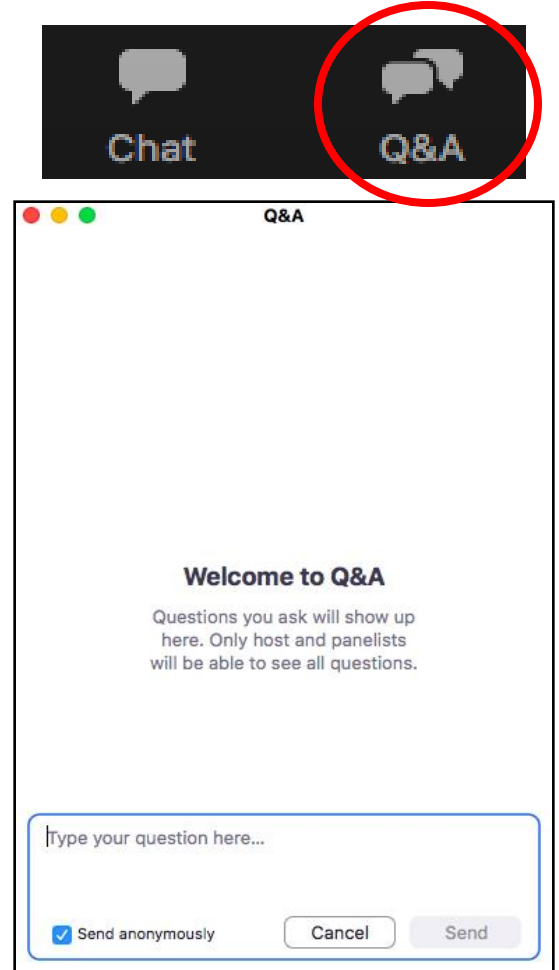 Chat Q&A
Q&A
Welcome to Q&A
Questions you ask will show up
here. Only host and panelists
will be able to see all questions.
Type your question here...
Send anonymously Cancel Send